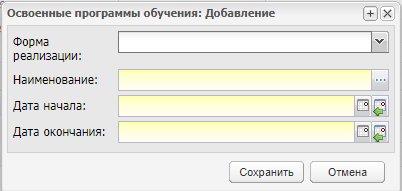 Освоенные программы обучения: Добавление
Форма
реализации:
Наименование:
Дата начала:
Дата окончания:
Сохранить Отмена